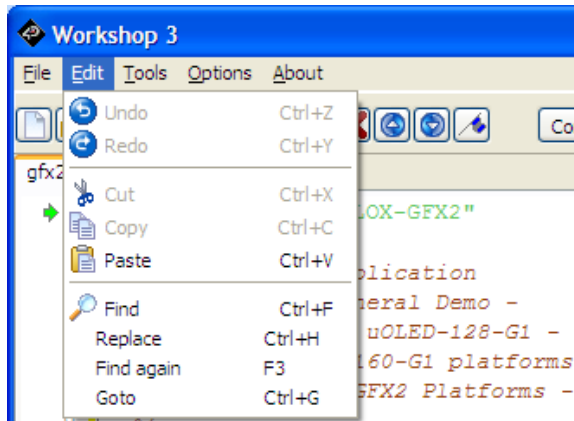 Workshop 3
File Edit Tools Options About
Undo Ctrl+Z
Redo Ctrl+Y
Cut Ctrl+X
Copy Ctrl+C
Paste Ctrl+V
Find Ctrl+F
Replace Ctrl+H
Find again F3
Goto Ctrl+G
Co
gfx2
LOX-GFX2"
plication
neral Demo -
uOLED-128-G1 -
160-G1 platforms
GFX2 Platforms -